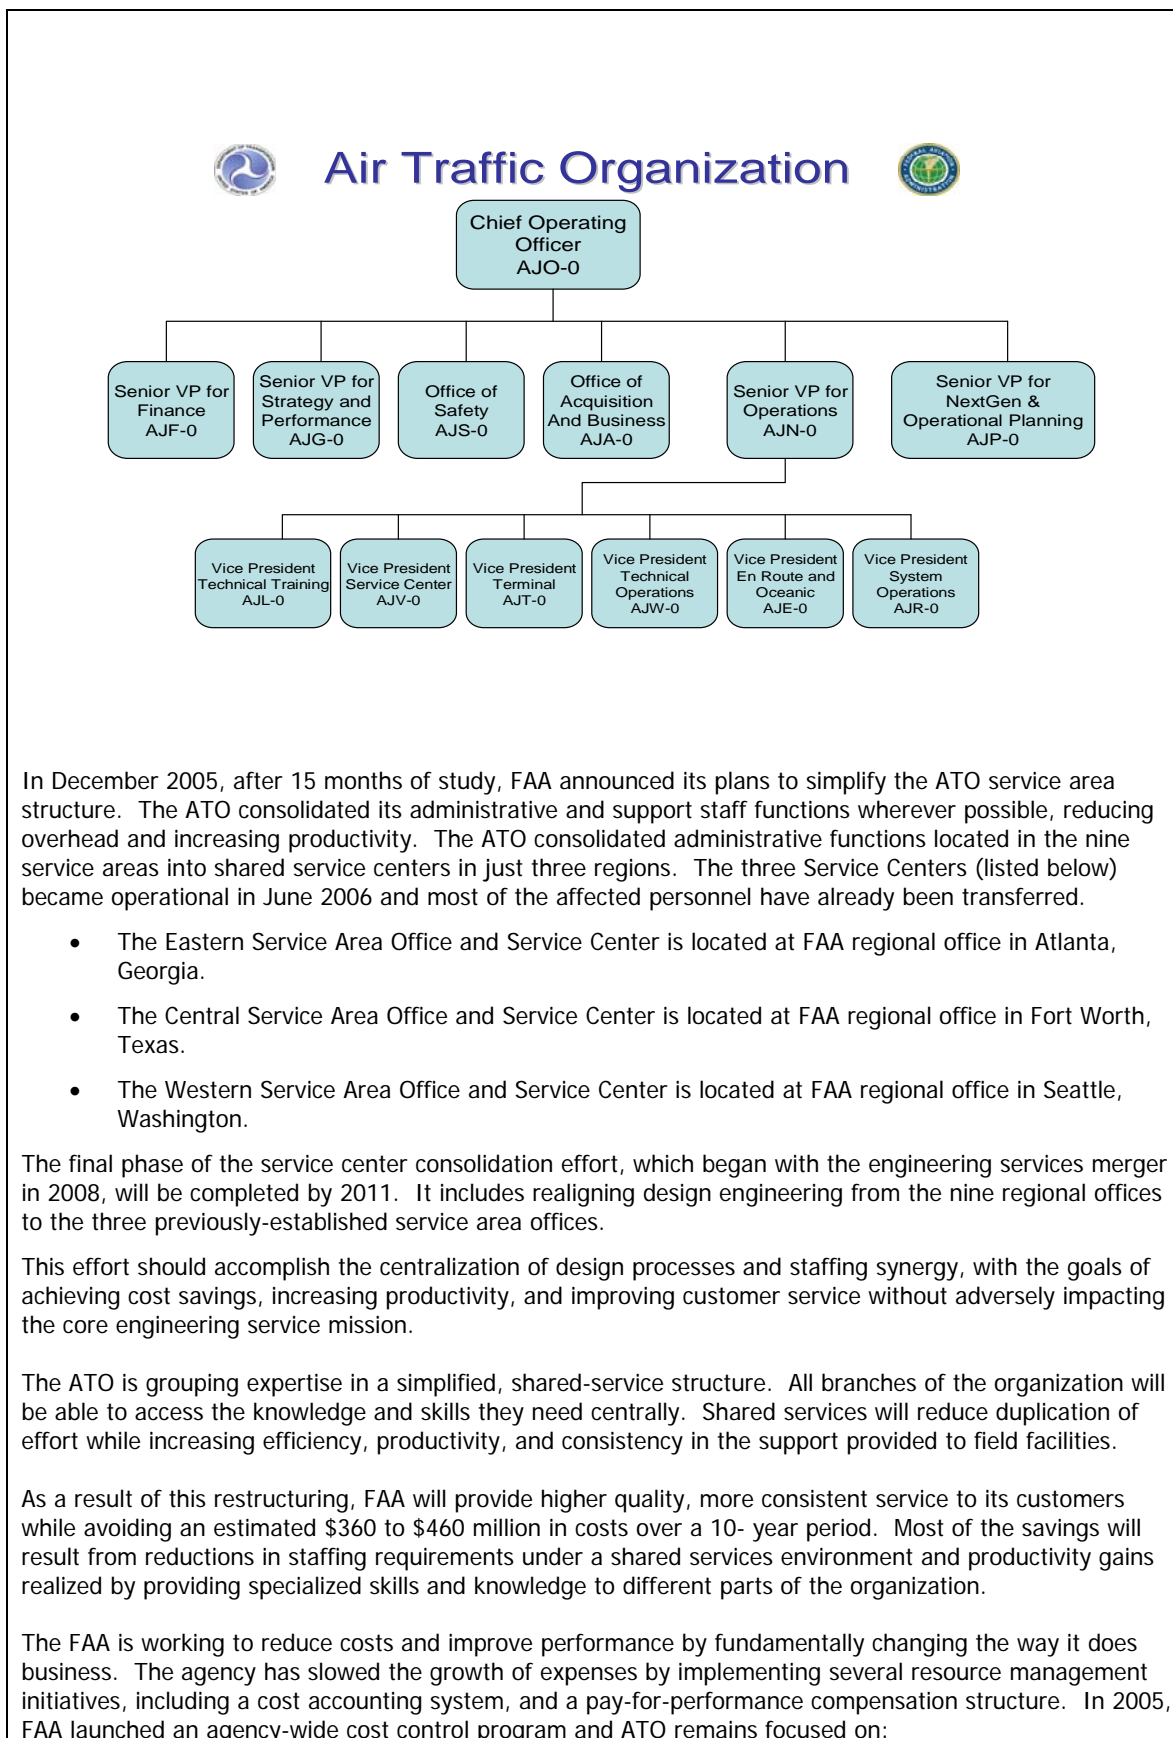 Air Traffic Organization
Chief Operating
Officer
AJO-0
Senior VP for
Finance
AJF-0
Senior VP for
Strategy and
Performance
AJG-0
Office of
Safety
AJS-0
Office of
Acquisition
And Business
AJA-0
Senior VP for
Operations
AJN-0
Senior VP for
NextGen &
Operational Planning
AJP-0
Vice President
Technical Training
AJL-0
Vice President
Service Center
AJV-0
Vice President
Terminal
AJT-0
Vice President
Technical
Operations
AJW-0
Vice President
En Route and
Oceanic
AJE-0
Vice President
System
Operations
AJR-0
In December 2005, after 15 months of study, FAA announced its plans to simplify the ATO service area
structure.  The ATO consolidated its administrative and support staff functions wherever possible, reducing
overhead and increasing productivity.  The ATO consolidated administrative functions located in the nine
service areas into shared service centers in just three regions.  The three Service Centers (listed below)
became operational in June 2006 and most of the affected personnel have already been transferred.
• The Eastern Service Area Office and Service Center is located at FAA regional office in Atlanta,
Georgia.
• The Central Service Area Office and Service Center is located at FAA regional office in Fort Worth,
Texas.
• The Western Service Area Office and Service Center is located at FAA regional office in Seattle,
Washington.
The final phase of the service center consolidation effort, which began with the engineering services merger
in 2008, will be completed by 2011.  It includes realigning design engineering from the nine regional offices
to the three previously-established service area offices.
This effort should accomplish the centralization of design processes and staffing synergy, with the goals of
achieving cost savings, increasing productivity, and improving customer service without adversely impacting
the core engineering service mission.
The ATO is grouping expertise in a simplified, shared-service structure.  All branches of the organization will
be able to access the knowledge and skills they need centrally.  Shared services will reduce duplication of
effort while increasing efficiency, productivity, and consistency in the support provided to field facilities.
As a result of this restructuring, FAA will provide higher quality, more consistent service to its customers
while avoiding an estimated $360 to $460 million in costs over a 10- year period.  Most of the savings will
result from reductions in staffing requirements under a shared services environment and productivity gains
realized by providing specialized skills and knowledge to different parts of the organization.
The FAA is working to reduce costs and improve performance by fundamentally changing the way it does
business.  The agency has slowed the growth of expenses by implementing several resource management
initiatives, including a cost accounting system, and a pay-for-performance compensation structure.  In 2005,
FAA launched an agency-wide cost control program and ATO remains focused on: